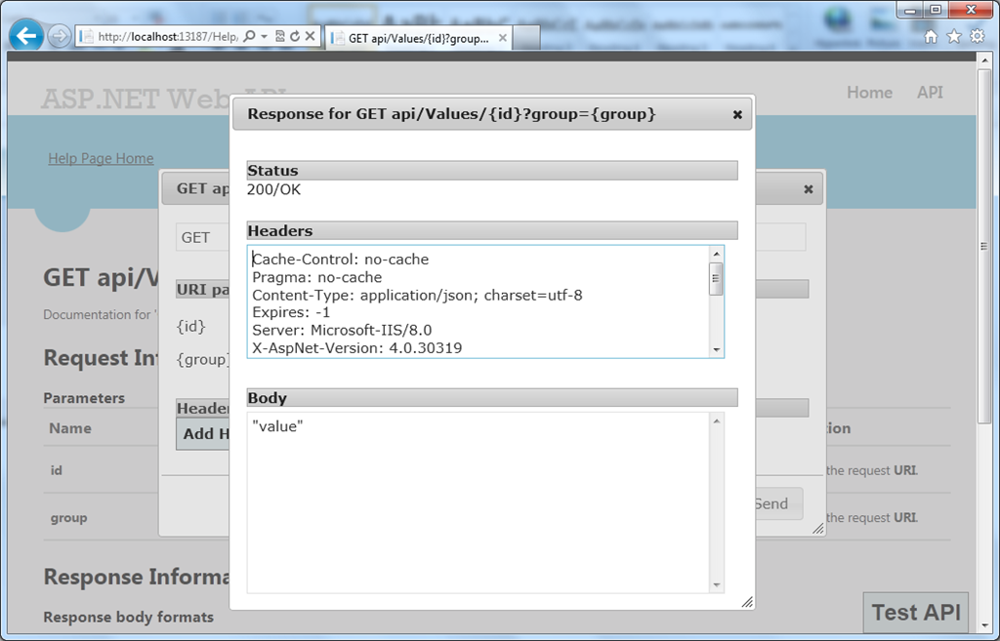 http://localhost:13187/Help/
GET api/Values/{id}?group...
ASP.NET Web API
Home API
Help Page Home
Response for GET api/Values/{id}?group={group}
Status
200/OK
Headers
Cache-Control: no-cache
Pragma: no-cache
Content-Type: application/json; charset=utf-8
Expires: -1
Server: Microsoft-IIS/8.0
X-AspNet-Version: 4.0.30319
Body
"value"
GET ap
GET
URI pa
{id}
{group}
Header
Add H
Send
GET api/V
Documentation for '
Request In
Parameters
Name
tion
id
the request URI.
group
the request URI.
Response Informa
Response body formats
Test API